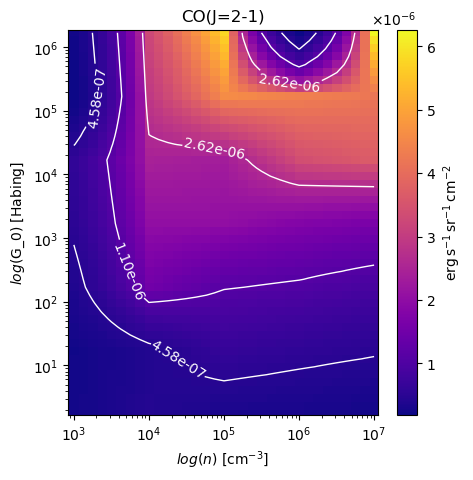 CO(J=2-1)
×10⁻⁶
10⁶
10⁵
10⁴
10³
10²
10¹
log(G_0) [Habing]
10³ 10⁴ 10⁵ 10⁶ 10⁷
log(n) [cm⁻³]
4.58e-07
2.62e-06
2.62e-06
1.10e-06
4.58e-07
6
5
4
3
2
1
erg s⁻¹ sr⁻¹ cm⁻²